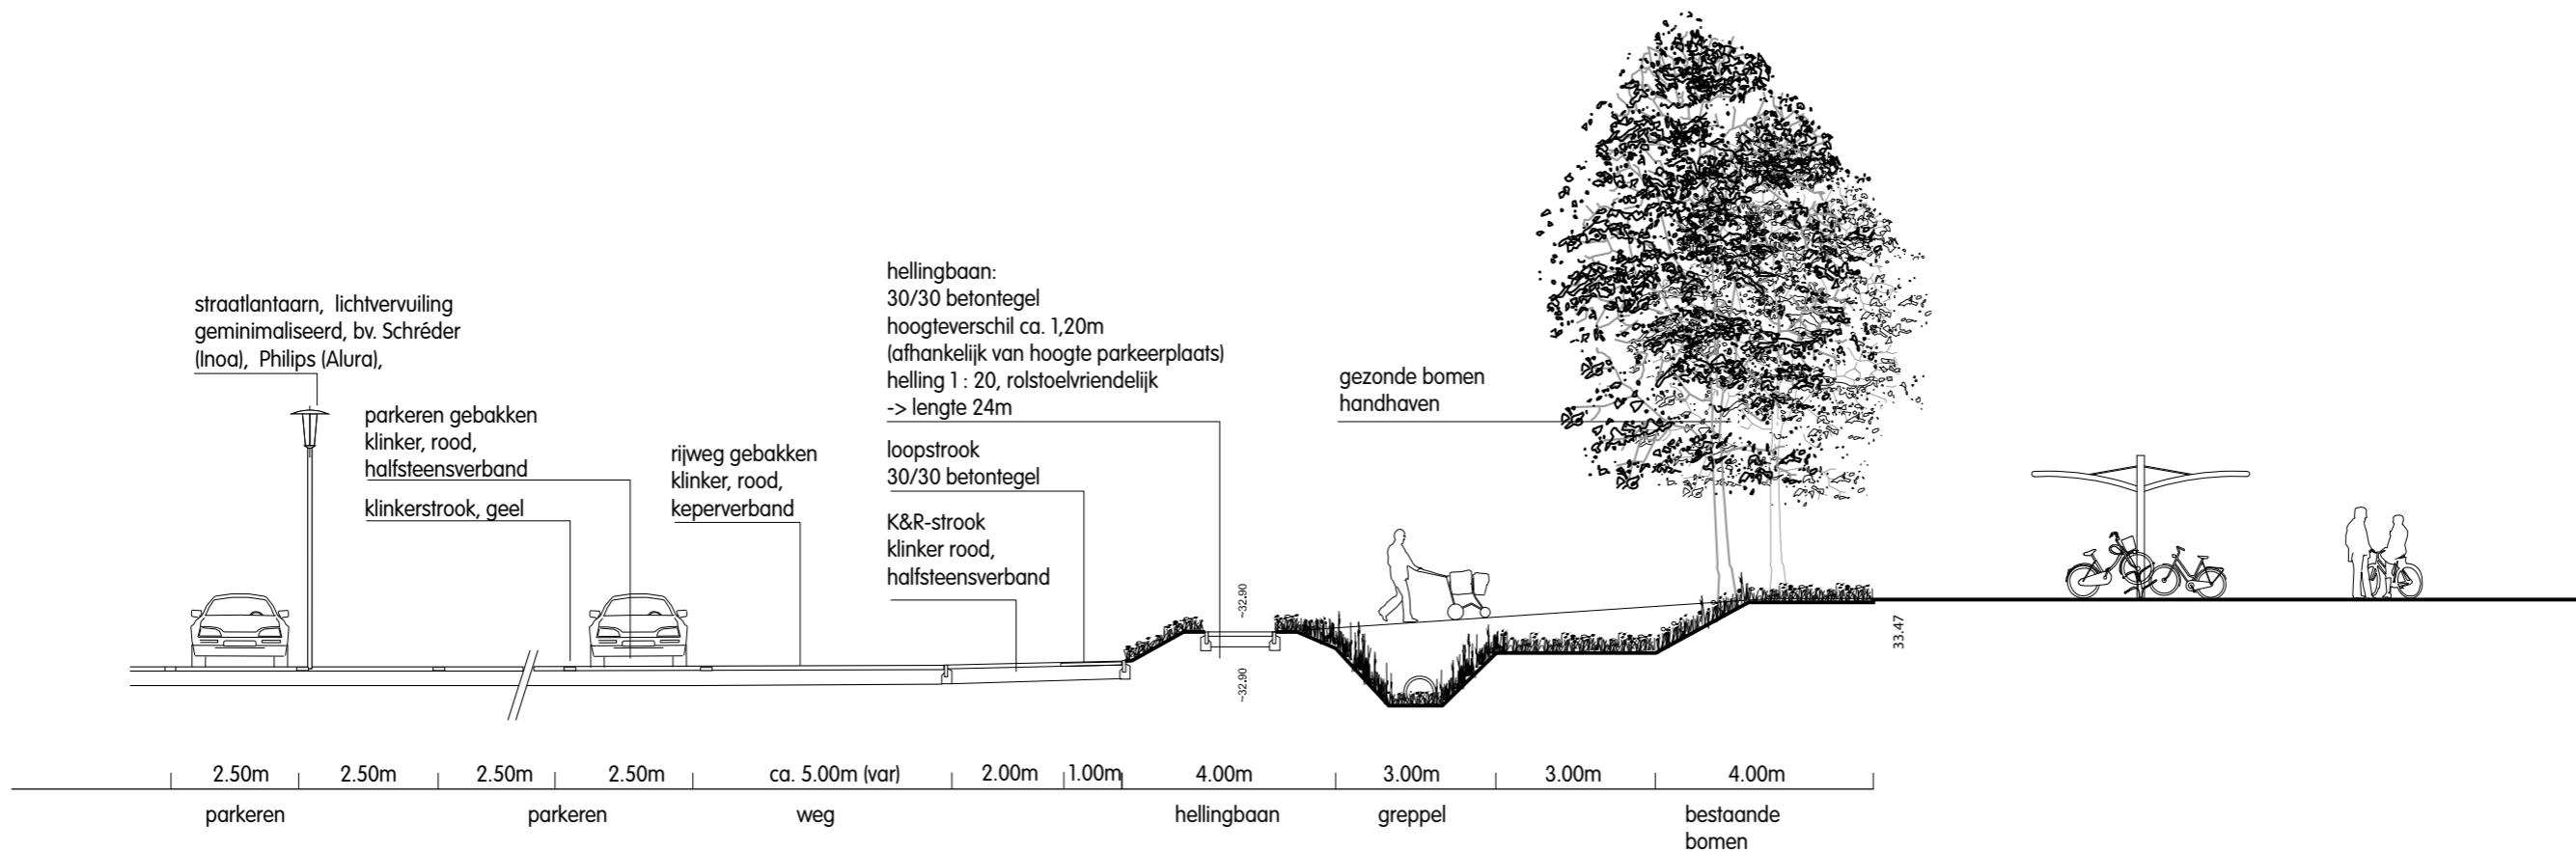 straatlantaarn, lichtvervuiling
geminimaliseerd, bv. Schréder
(Inoa), Philips (Alura),
parkeren gebakken
klinker, rood,
halfsteensverband
klinkerstrook, geel
rijweg gebakken
klinker, rood,
keperverband
hellingbaan:
30/30 betontegel
hoogteverschil ca. 1,20m
(afhankelijk van hoogte parkeerplaats)
helling 1 : 20, rolstoelvriendelijk
-> lengte 24m
loopstrook
30/30 betontegel
K&R-strook
klinker rood,
halfsteensverband
gezonde bomen
handhaven
~32.90
~32.90
33.47
2.50m 2.50m 2.50m 2.50m ca. 5.00m (var) 2.00m 1.00m 4.00m 3.00m 3.00m 4.00m
parkeren parkeren weg hellingbaan greppel bestaande
bomen